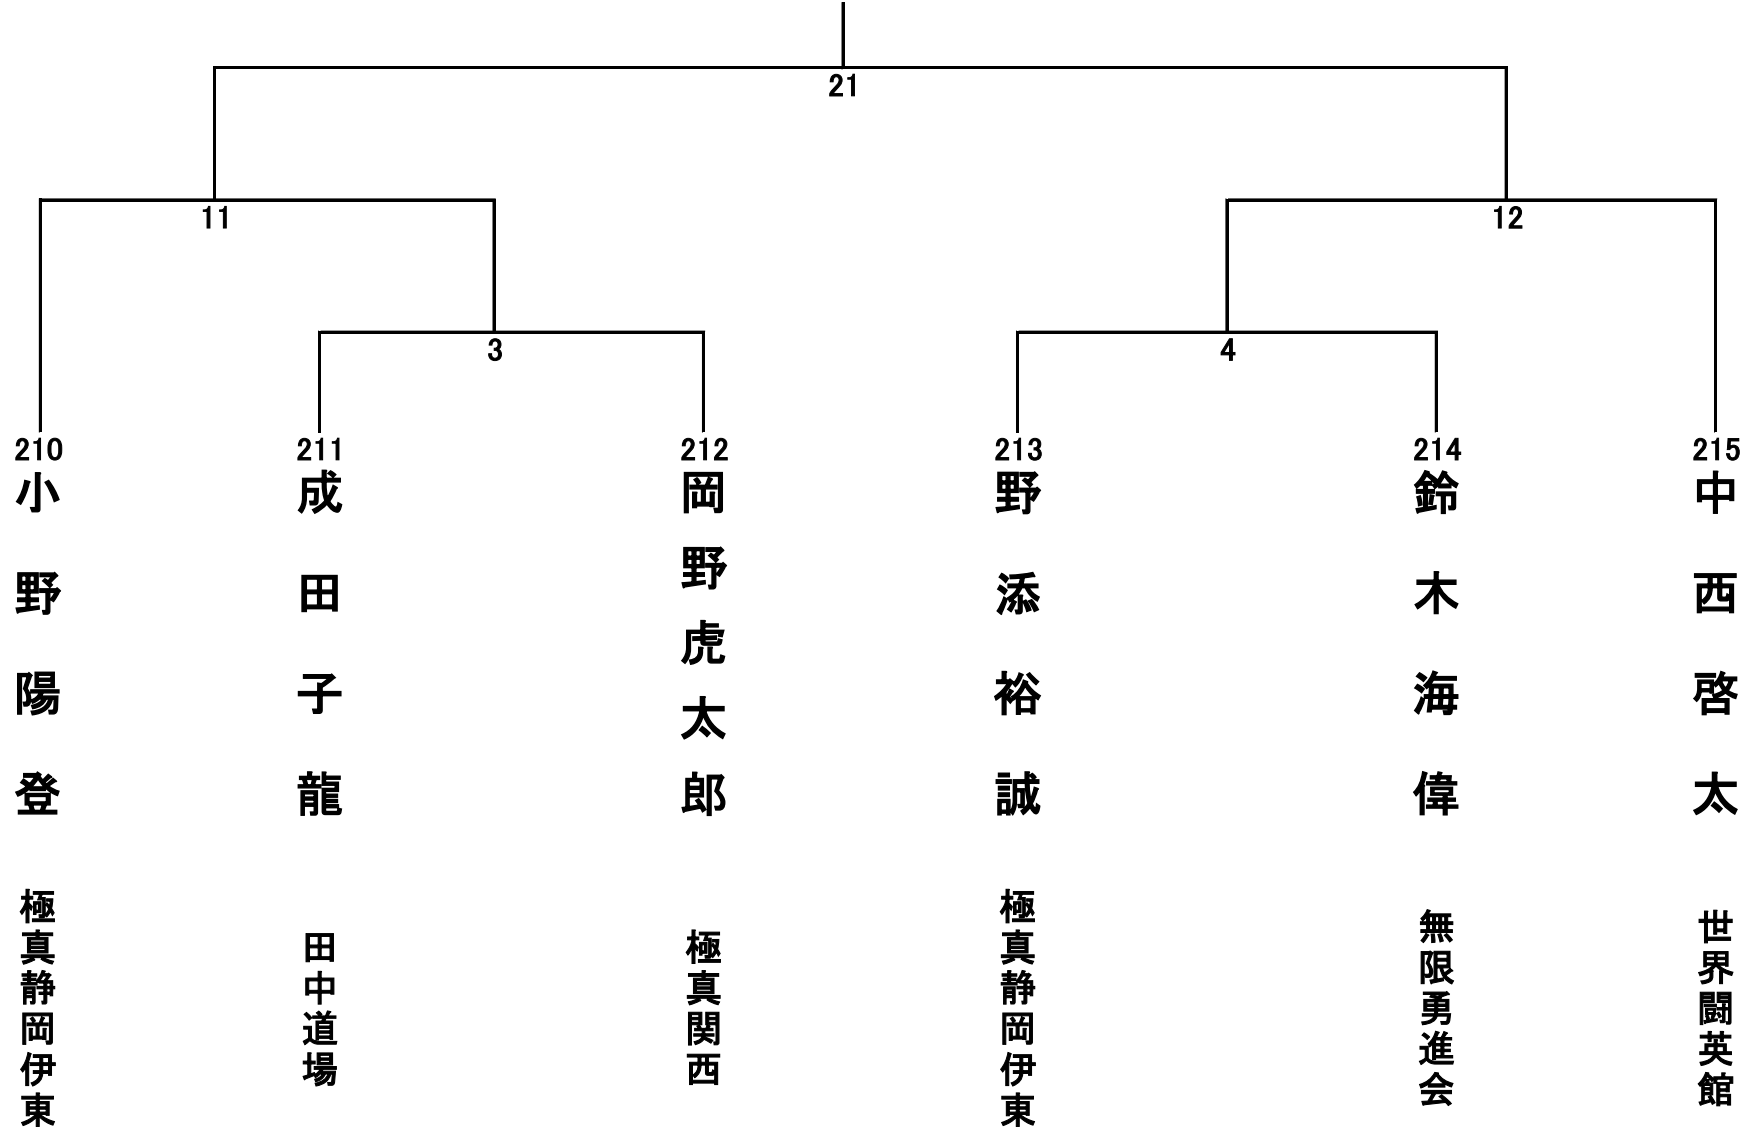 21
11
12
3
4
210
211
212
213
214
215
小野陽登
成田子龍
岡野虎太郎
野添裕誠
鈴木海偉
中西啓太
極真静岡伊東
田中道場
極真関西
極真静岡伊東
無限勇進会
世界闘英館